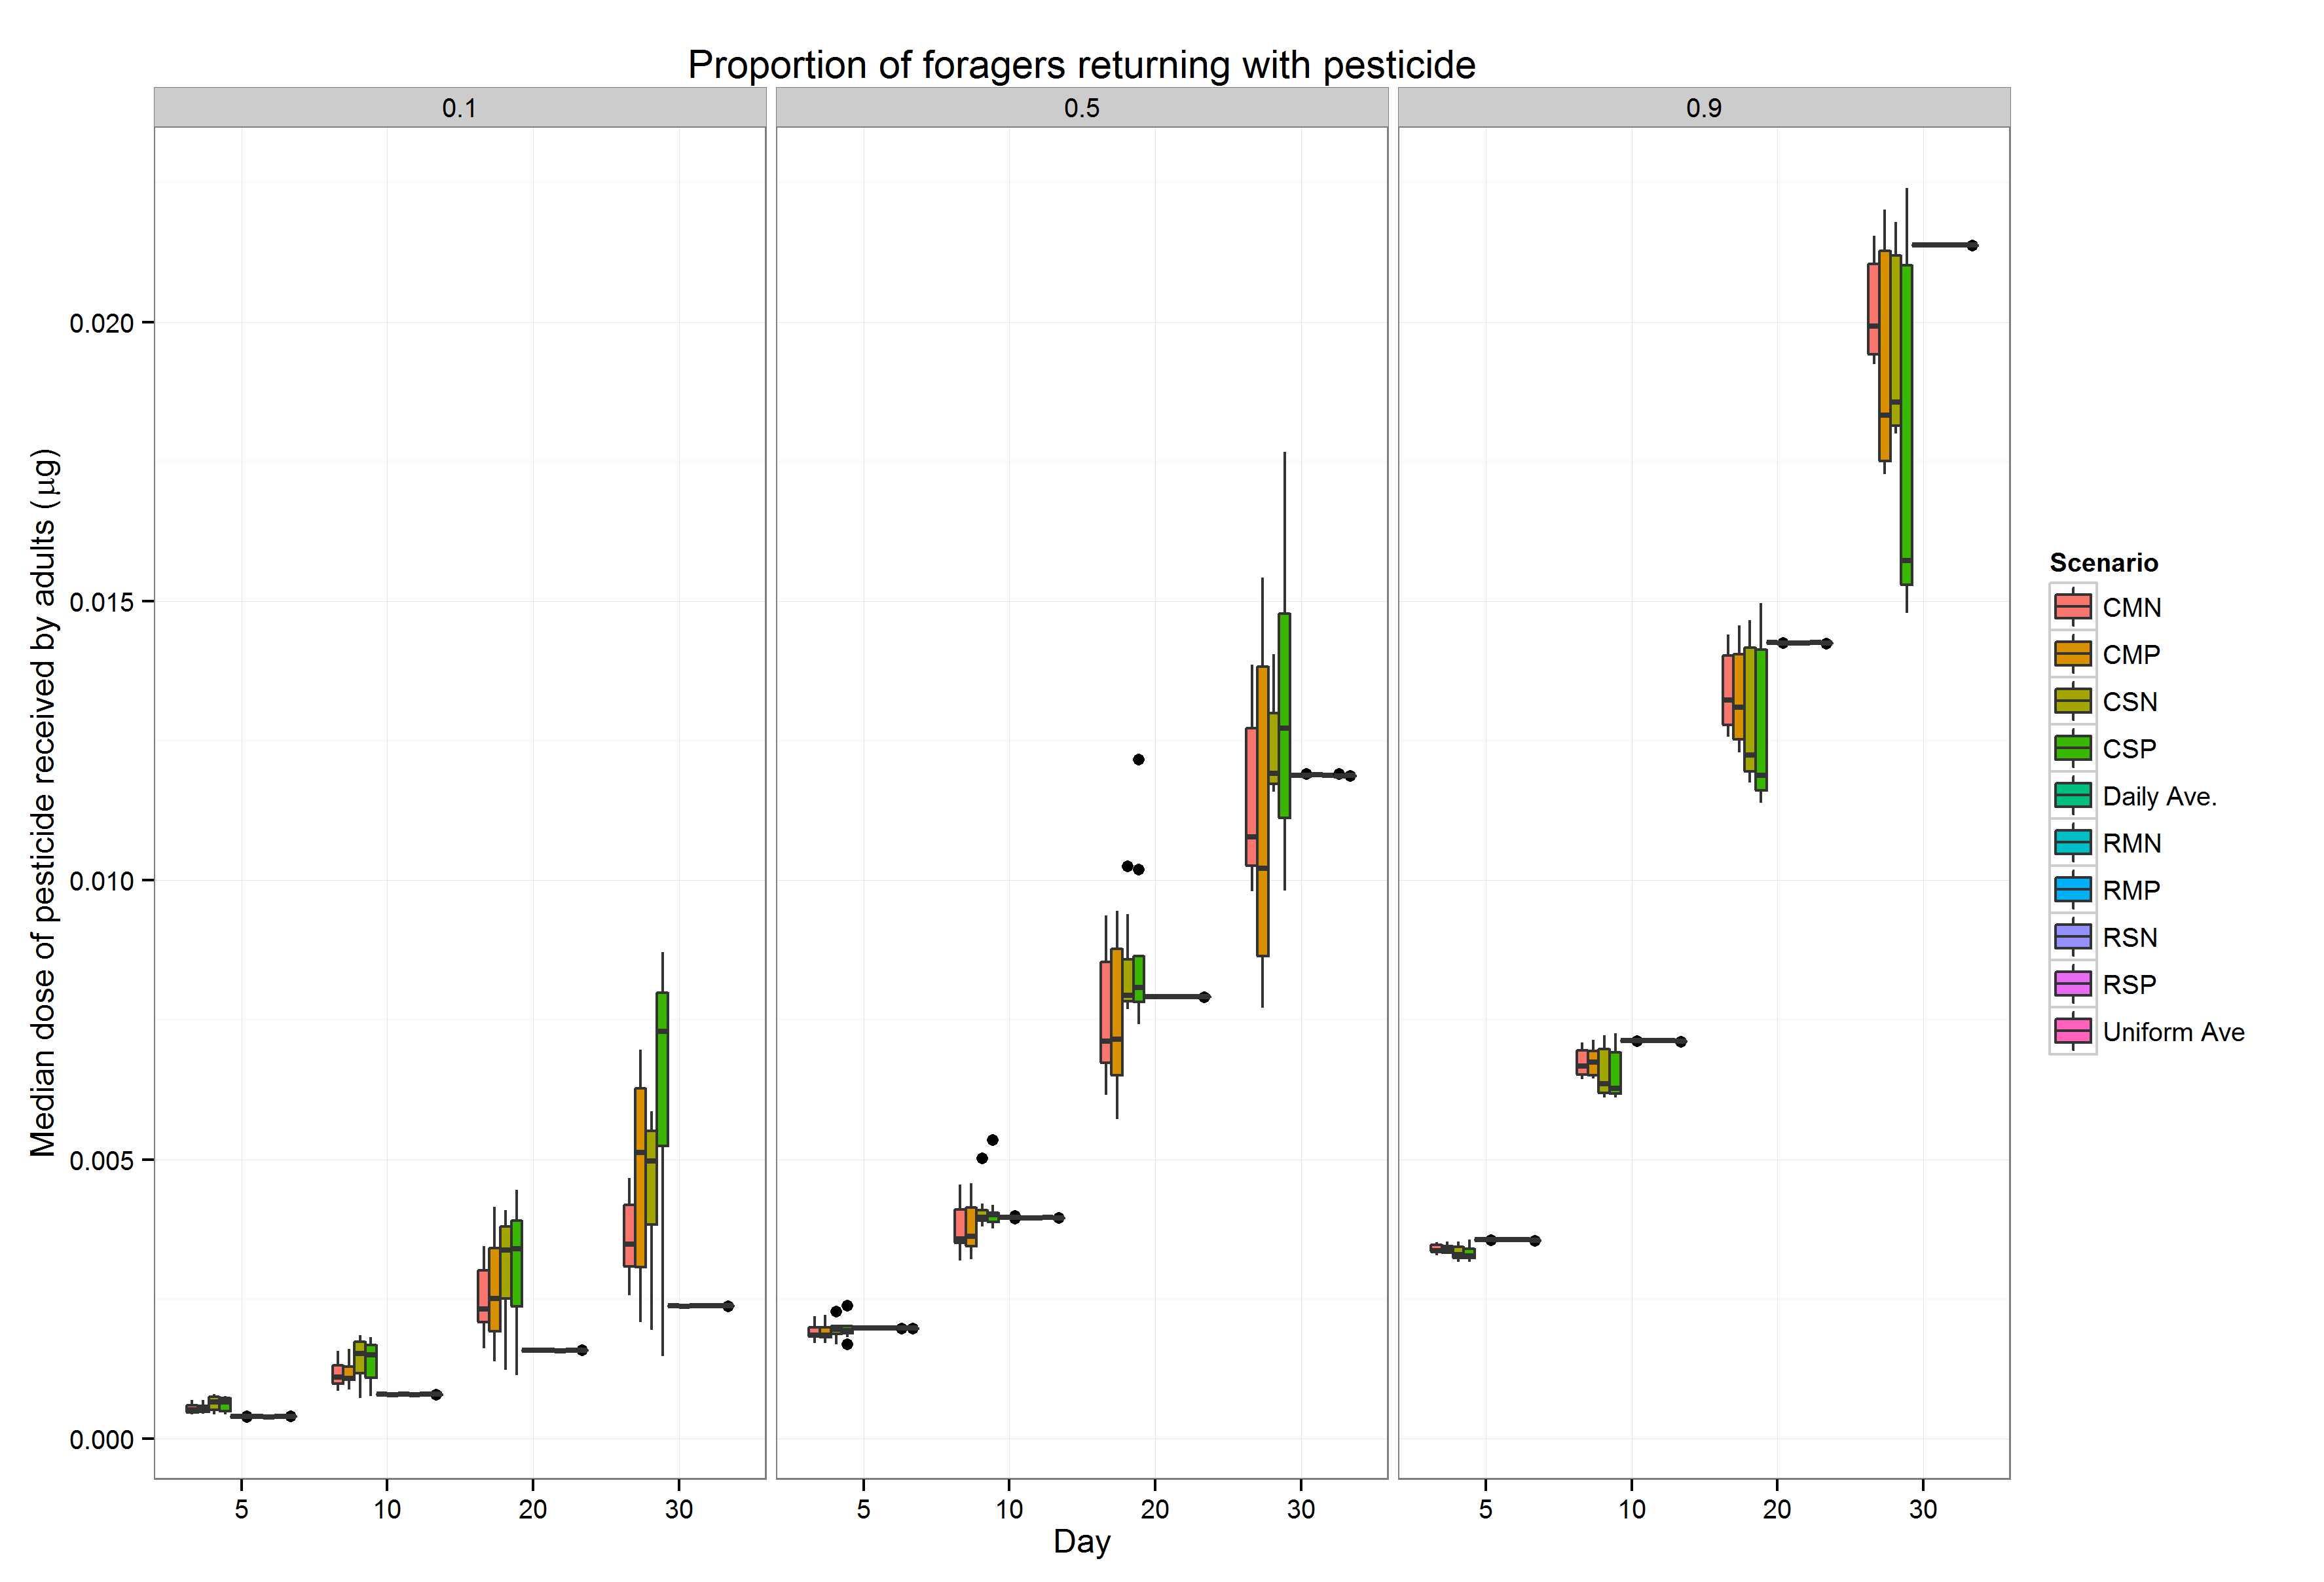 Proportion of foragers returning with pesticide
0.1
0.5
0.9
Median dose of pesticide received by adults (µg)
0.020
0.015
0.010
0.005
0.000
5 10 20 30
5 10 20 30
5 10 20 30
Day
Scenario
CMN
CMP
CSN
CSP
Daily Ave.
RMN
RMP
RSN
RSP
Uniform Ave